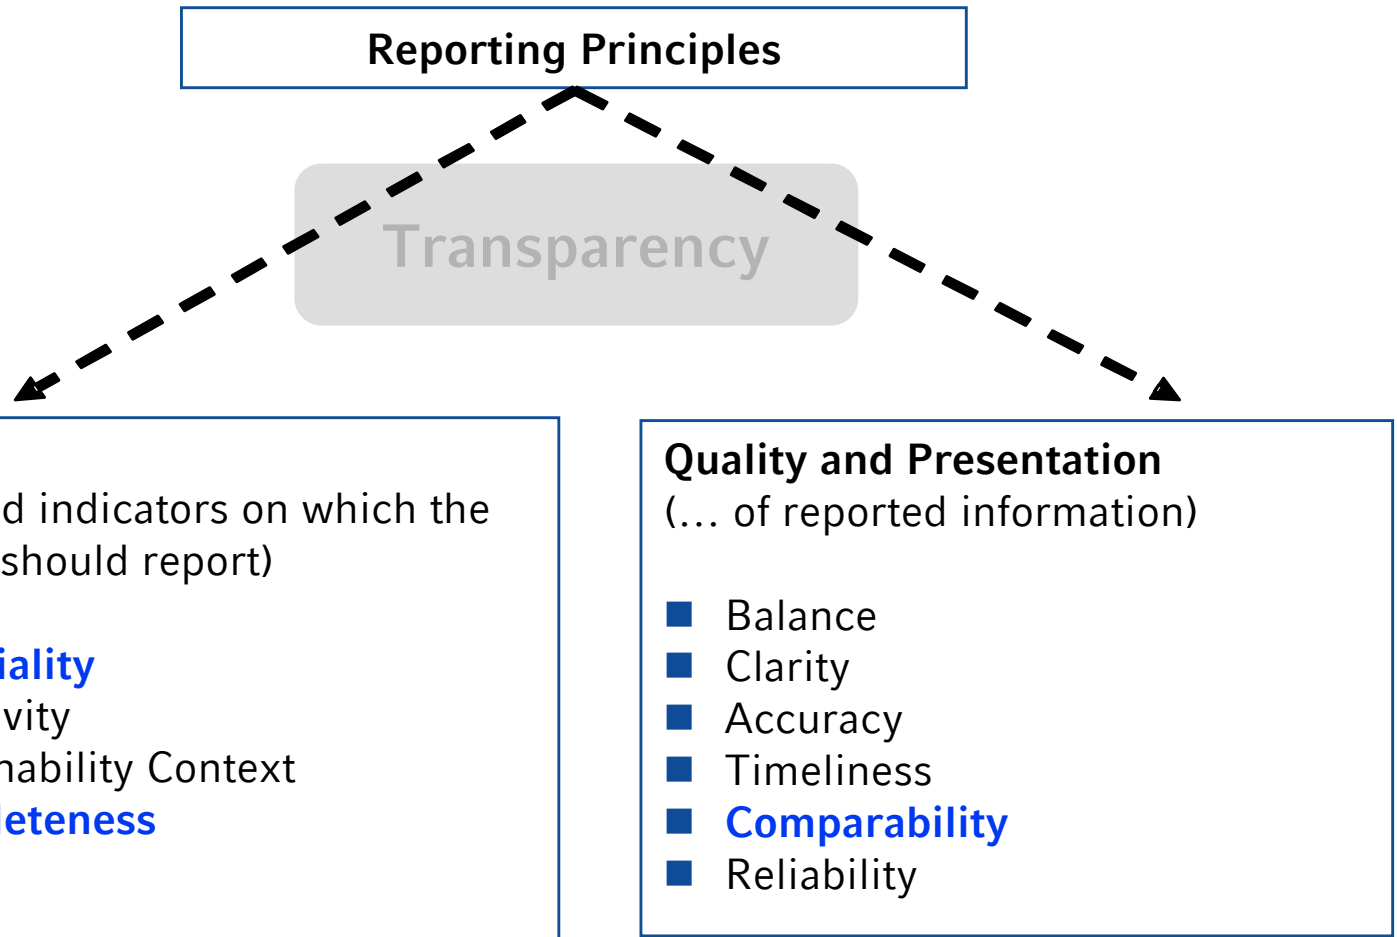 Reporting Principles
Transparency
d indicators on which the
should report)
iality
vity
nability Context
leteness
Quality and Presentation
(... of reported information)
Balance
Clarity
Accuracy
Timeliness
Comparability
Reliability